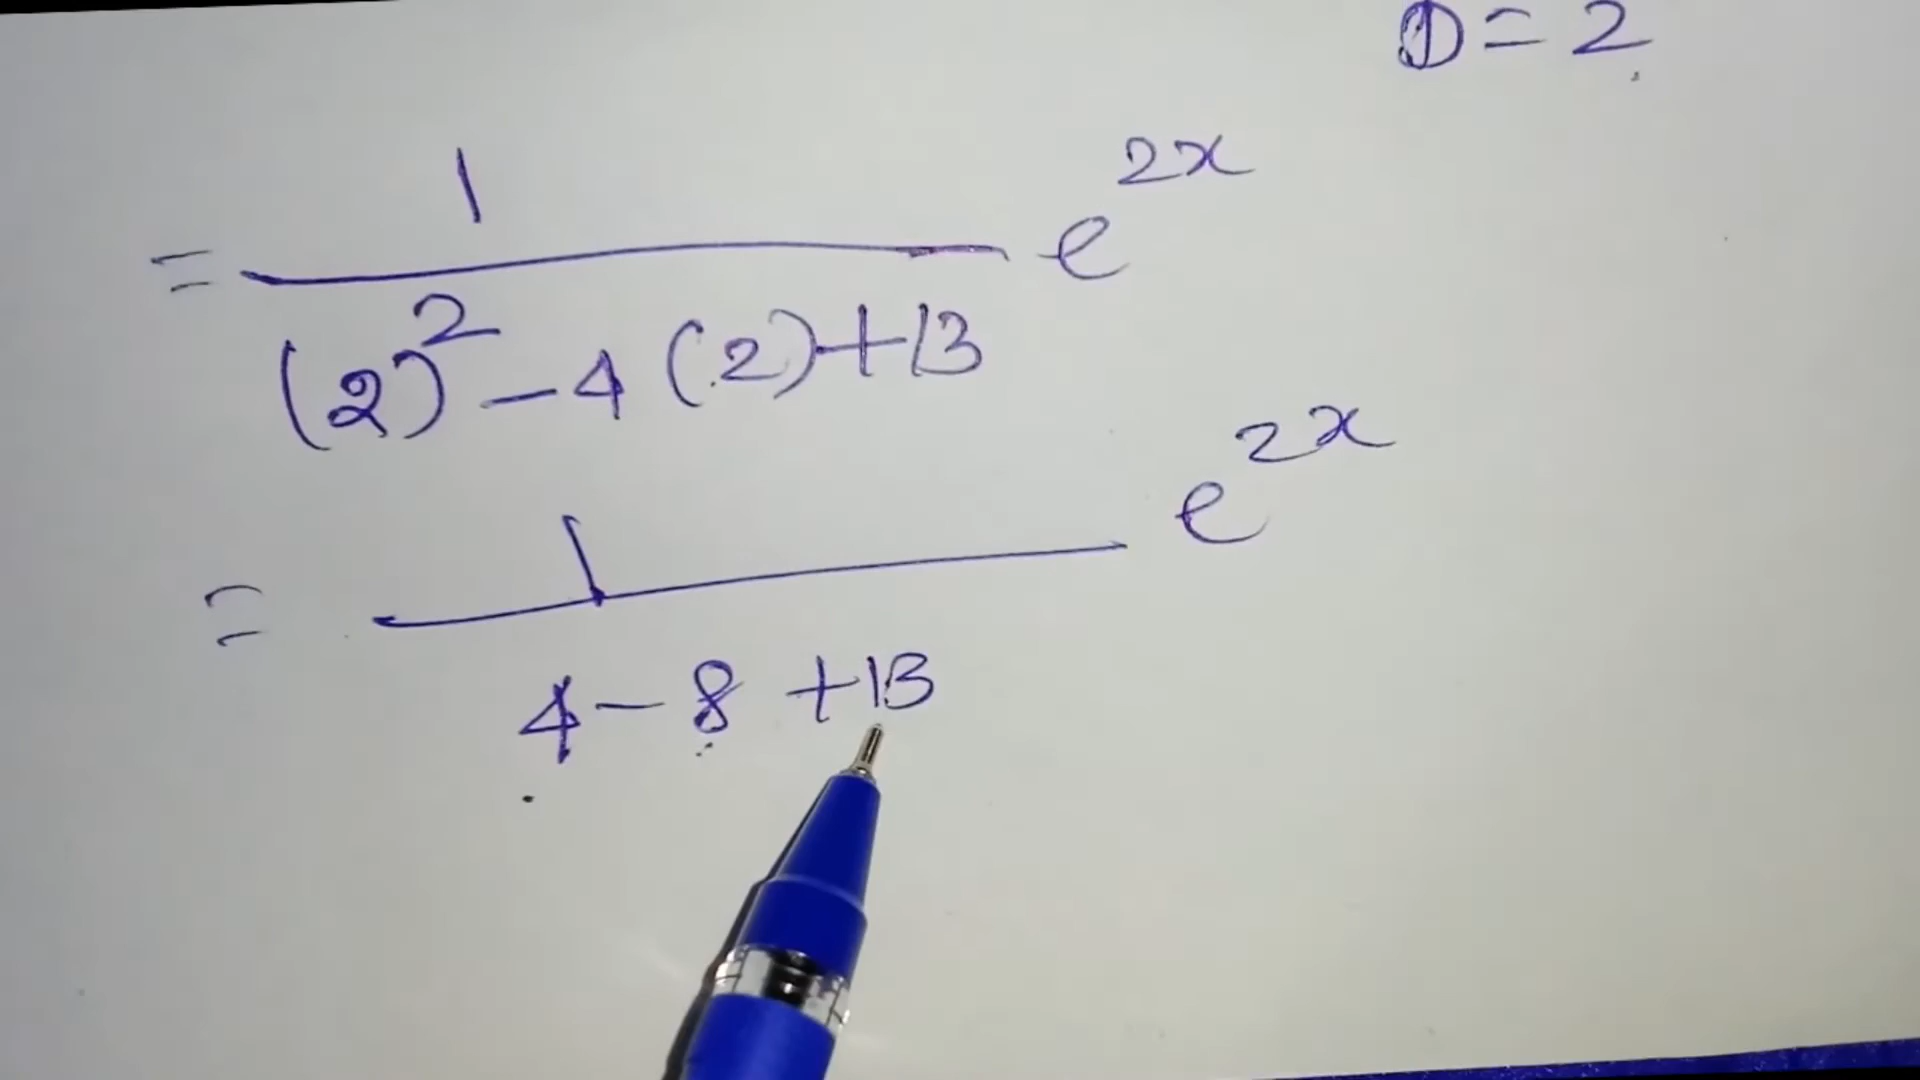 D = 2
= 1 / ((2)² - 4 (2) + 13) e^2x
= 1 / (4 - 8 + 13) e^2x